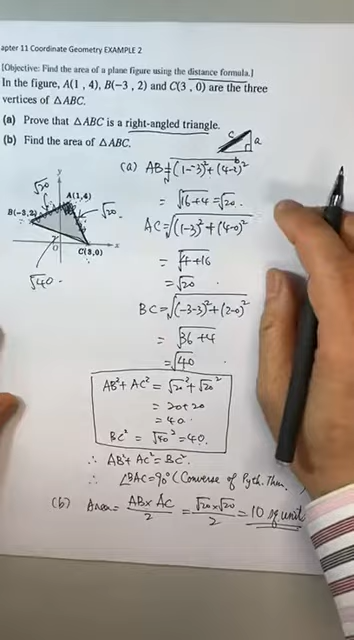 apter 11 Coordinate Geometry EXAMPLE 2
[Objective: Find the area of a plane figure using the distance formula.]
In the figure, A(1 , 4), B(−3 , 2) and C(3 , 0) are the three
vertices of △ABC.
(a) Prove that △ABC is a right-angled triangle.
(b) Find the area of △ABC.
c
a
b
(a) AB=√(1--3)²+(4-2)²
=√16+4=√20.
AC=√(1-3)²+(4-0)²
=√4+16
=√20
BC=√(-3-3)²+(2-0)²
=√36+4
=√40
y
√20
A(1,4)
B(−3,2)
√20.
O
x
C(3,0)
√40.
AB²+AC²=√20²+√20²
=20+20
=40.
BC²=√40²=40.
∴ AB²+AC²=BC².
∴ ∠BAC=90°(Converse of Pyth. Thm.
(b) Area=AB×AC/2=√20×√20/2=10 sq unit